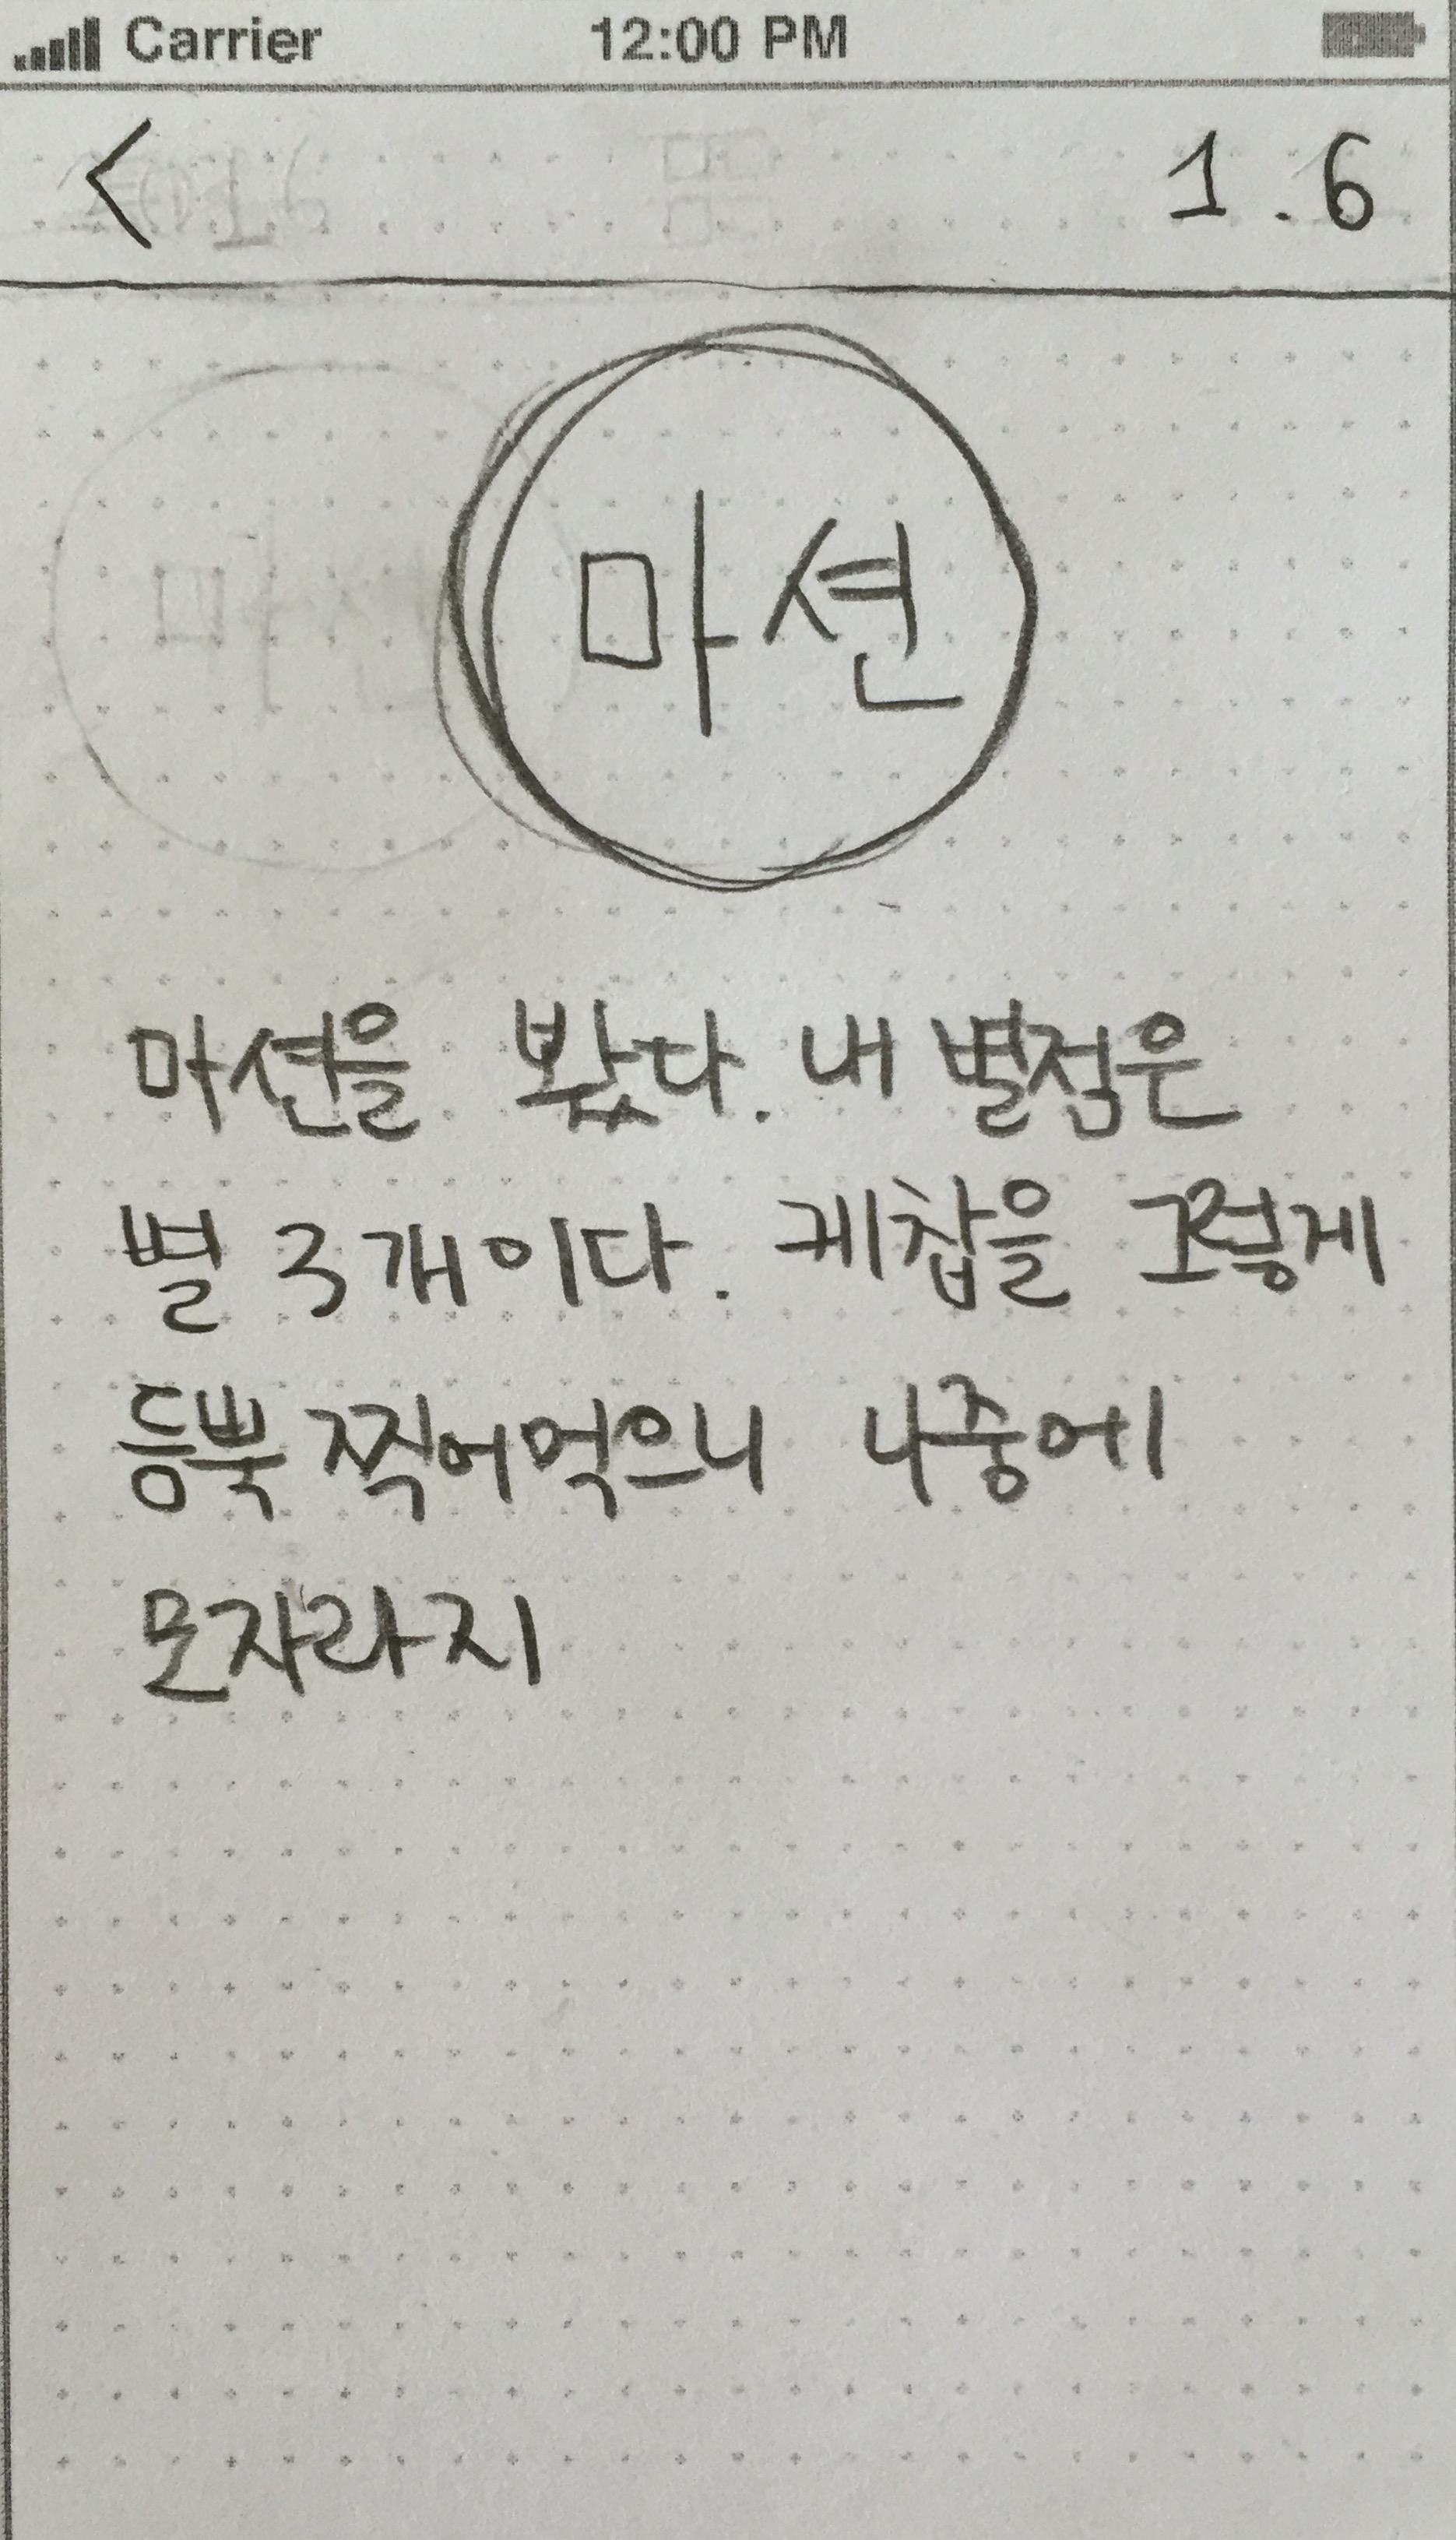 Carrier 12:00 PM
< 1.6
마션
마션을 봤다. 내 별점은
별 3개이다. 케찹을 그렇게
듬뿍 찍어먹으니 나중에
모자라지